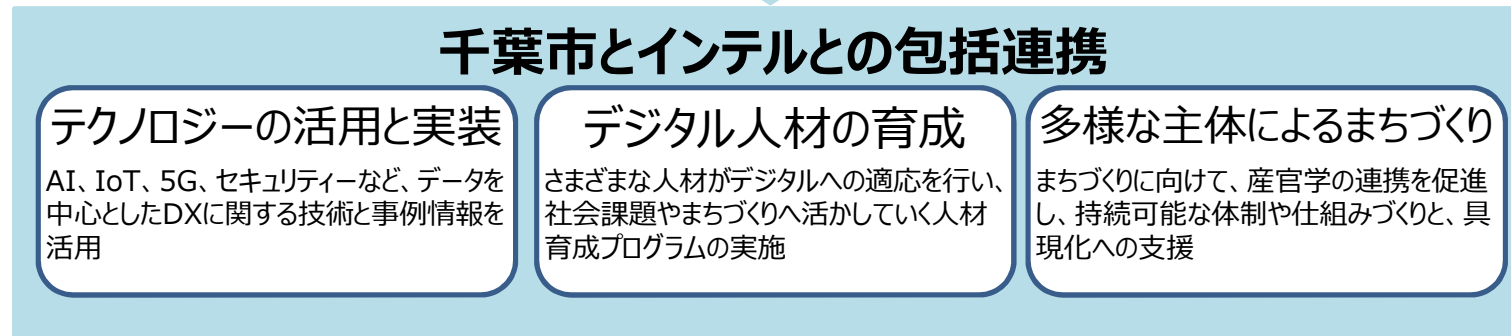 千葉市とインテルとの包括連携
テクノロジーの活用と実装
AI、IoT、5G、セキュリティーなど、データを
中心としたDXに関する技術と事例情報を
活用
デジタル人材の育成
さまざまな人材がデジタルへの適応を行い、
社会課題やまちづくりへ活かしていく人材
育成プログラムの実施
多様な主体によるまちづくり
まちづくりに向けて、産官学の連携を促進
し、持続可能な体制や仕組みづくりと、具
現化への支援